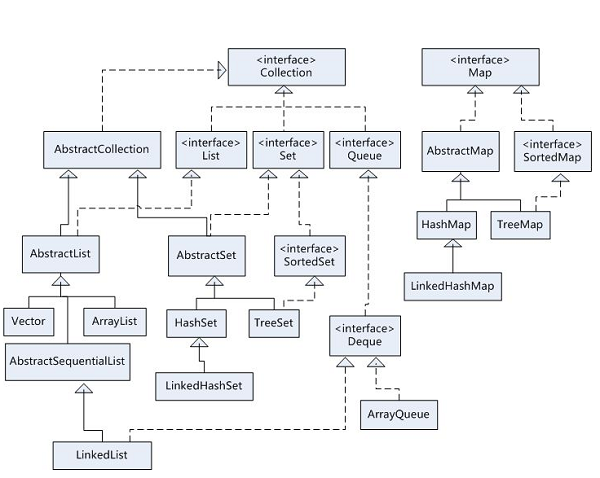 <interface>
Collection
<interface>
Map
AbstractCollection
<interface>
List
<interface>
Set
<interface>
Queue
AbstractMap
<interface>
SortedMap
HashMap
TreeMap
AbstractList
AbstractSet
<interface>
SortedSet
LinkedHashMap
Vector
ArrayList
HashSet
TreeSet
<interface>
Deque
AbstractSequentialList
LinkedHashSet
ArrayQueue
LinkedList